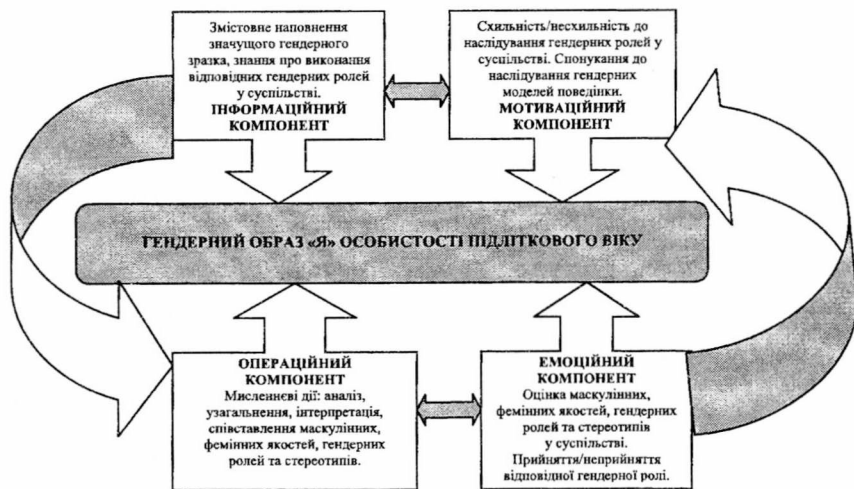 Змістовне наповнення
значущого гендерного
зразка, знання про виконання
відповідних гендерних ролей
у суспільстві.
ІНФОРМАЦІЙНИЙ
КОМПОНЕНТ
Схильність/несхильність до
наслідування гендерних ролей у
суспільстві. Спонукання до
наслідування гендерних
моделей поведінки.
МОТИВАЦІЙНИЙ
КОМПОНЕНТ
ГЕНДЕРНИЙ ОБРАЗ «Я» ОСОБИСТОСТІ ПІДЛІТКОВОГО ВІКУ
ОПЕРАЦІЙНИЙ
КОМПОНЕНТ
Мисленнєві дії: аналіз,
узагальнення, інтерпретація,
співставлення маскулінних,
фемінних якостей, гендерних
ролей та стереотипів.
ЕМОЦІЙНИЙ
КОМПОНЕНТ
Оцінка маскулінних,
фемінних якостей, гендерних
ролей та стереотипів
у суспільстві.
Прийняття/неприйняття
відповідної гендерної ролі.